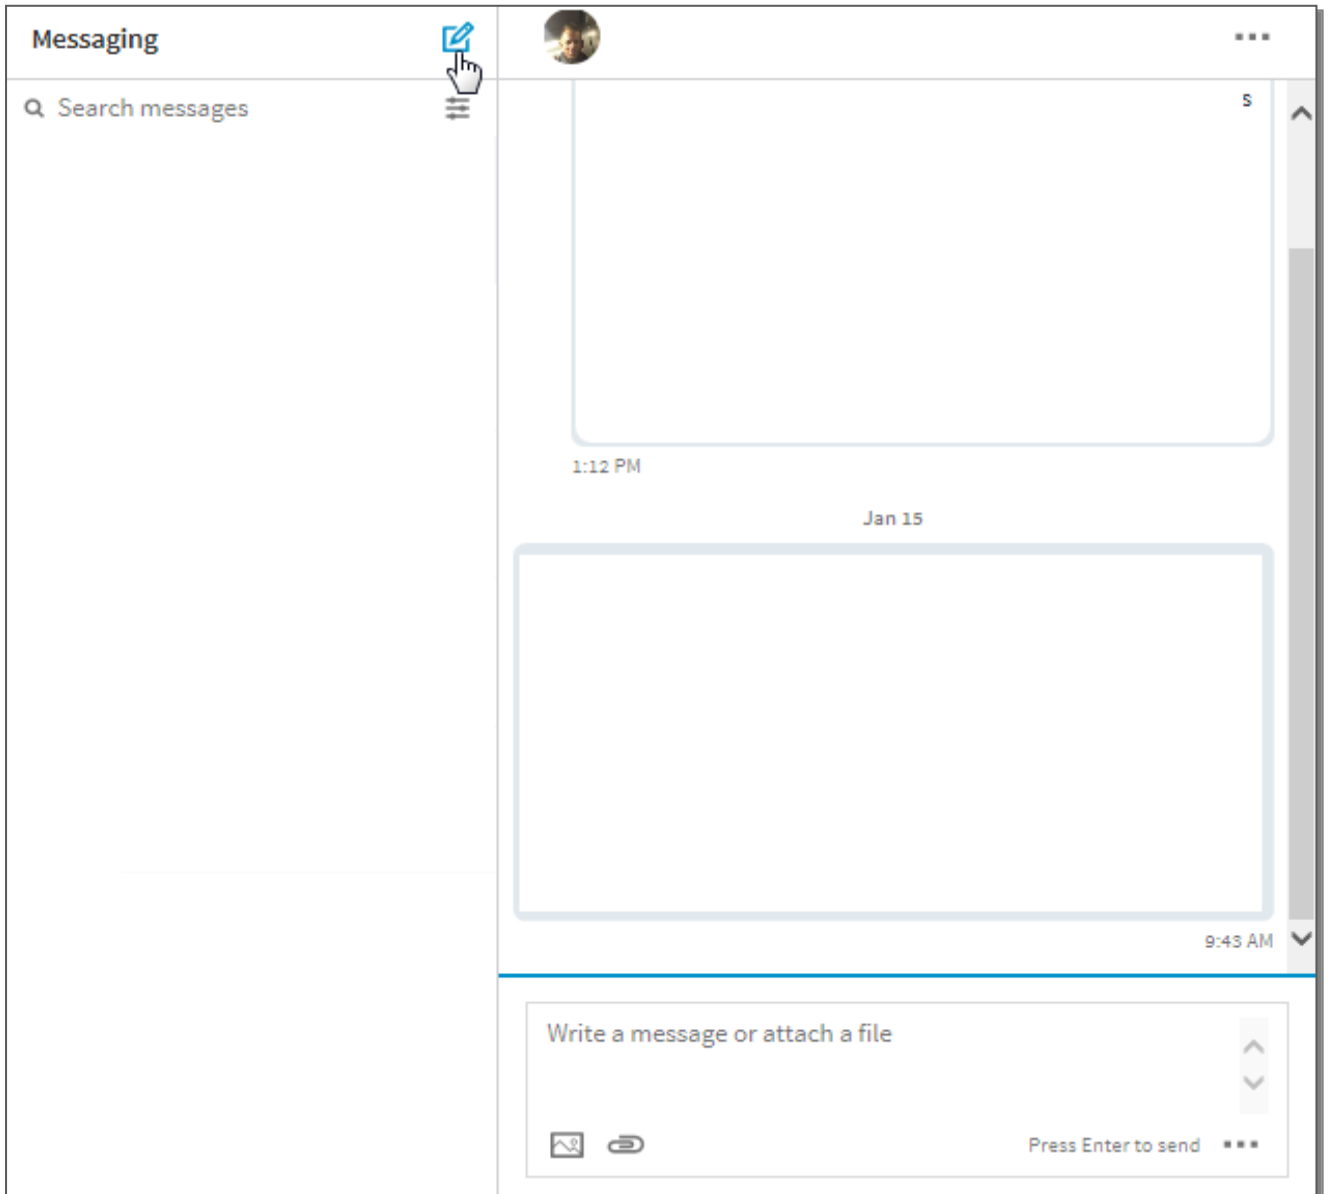 Messaging
Search messages
s
1:12 PM
Jan 15
9:43 AM
Write a message or attach a file
Press Enter to send